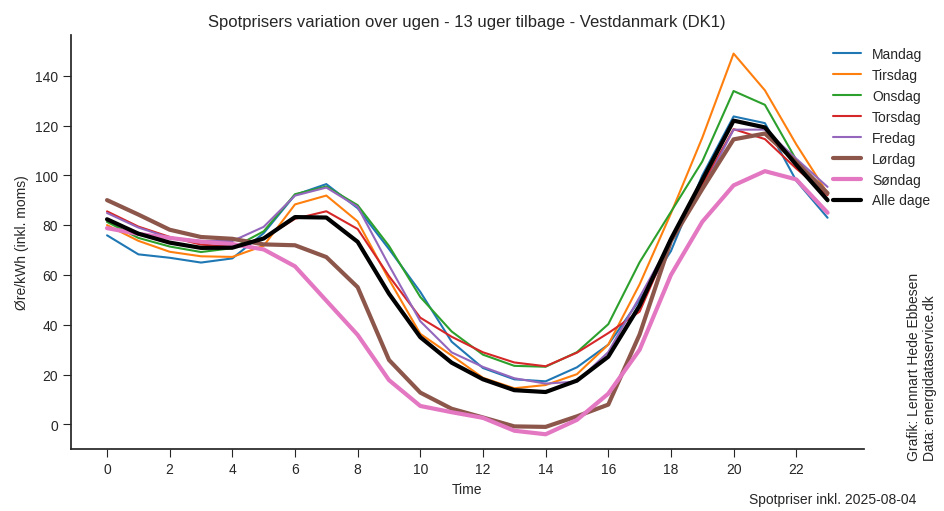 Spotprisers variation over ugen - 13 uger tilbage - Vestdanmark (DK1)
Mandag
Tirsdag
Onsdag
Torsdag
Fredag
Lørdag
Søndag
Alle dage
Øre/kWh (inkl. moms)
140
120
100
80
60
40
20
0
0 2 4 6 8 10 12 14 16 18 20 22
Time
Grafik: Lennart Hede Ebbesen
Data: energidataservice.dk
Spotpriser inkl. 2025-08-04